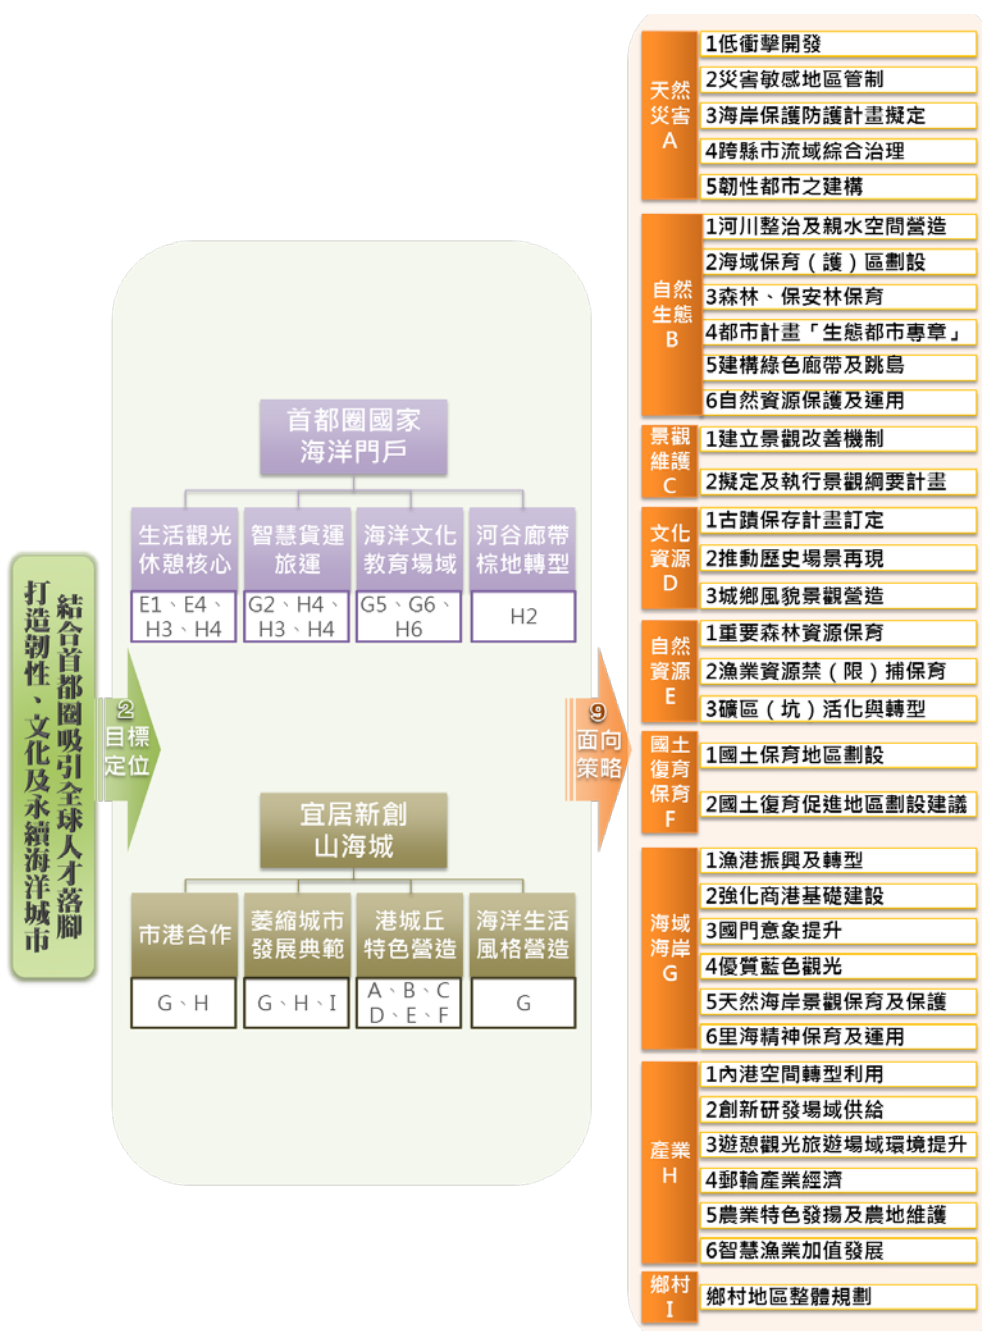 結合首都圈吸引全球人才落腳
打造韌性、文化及永續海洋城市
2
目標
定位
首都圈國家
海洋門戶
生活觀光
休憩核心
E1、E4、
H3、H4
智慧貨運
旅運
G2、H4、
H3、H4
海洋文化
教育場域
G5、G6、
H6
河谷廊帶
棕地轉型
H2
宜居新創
山海城
市港合作
G、H
萎縮城市
發展典範
G、H、I
港城丘
特色營造
A、B、C
D、E、F
海洋生活
風格營造
G
9
面向
策略
天然
災害
A
1低衝擊開發
2災害敏感地區管制
3海岸保護防護計畫擬定
4跨縣市流域綜合治理
5韌性都市之建構
自然
生態
B
1河川整治及親水空間營造
2海域保育（護）區劃設
3森林、保安林保育
4都市計畫「生態都市專章」
5建構綠色廊帶及跳島
6自然資源保護及運用
景觀
維護
C
1建立景觀改善機制
2擬定及執行景觀綱要計畫
文化
資源
D
1古蹟保存計畫訂定
2推動歷史場景再現
3城鄉風貌景觀營造
自然
資源
E
1重要森林資源保育
2漁業資源禁（限）捕保育
3礦區（坑）活化與轉型
國土
復育
保育
F
1國土保育地區劃設
2國土復育促進地區劃設建議
海域
海岸
G
1漁港振興及轉型
2強化商港基礎建設
3國門意象提升
4優質藍色觀光
5天然海岸景觀保育及保護
6里海精神保育及運用
產業
H
1內港空間轉型利用
2創新研發場域供給
3遊憩觀光旅遊場域環境提升
4郵輪產業經濟
5農業特色發揚及農地維護
6智慧漁業加值發展
鄉村
I
鄉村地區整體規劃